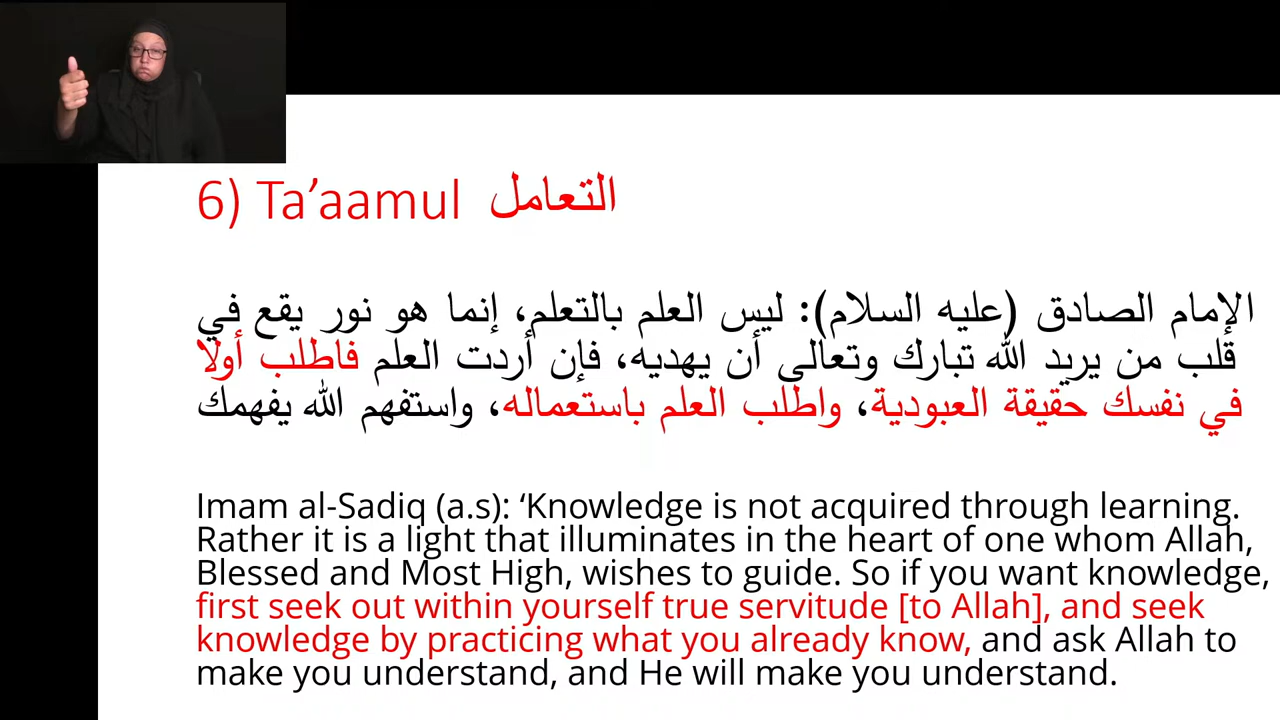 6) Ta’aamul التعامل
الإمام الصادق (عليه السلام): ليس العلم بالتعلم، إنما هو نور يقع في
قلب من يريد الله تبارك وتعالى أن يهديه، فإن أردت العلم فاطلب أولا
في نفسك حقيقة العبودية، واطلب العلم باستعماله، واستفهم الله يفهمك
Imam al-Sadiq (a.s): ‘Knowledge is not acquired through learning.
Rather it is a light that illuminates in the heart of one whom Allah,
Blessed and Most High, wishes to guide. So if you want knowledge,
first seek out within yourself true servitude [to Allah], and seek
knowledge by practicing what you already know, and ask Allah to
make you understand, and He will make you understand.